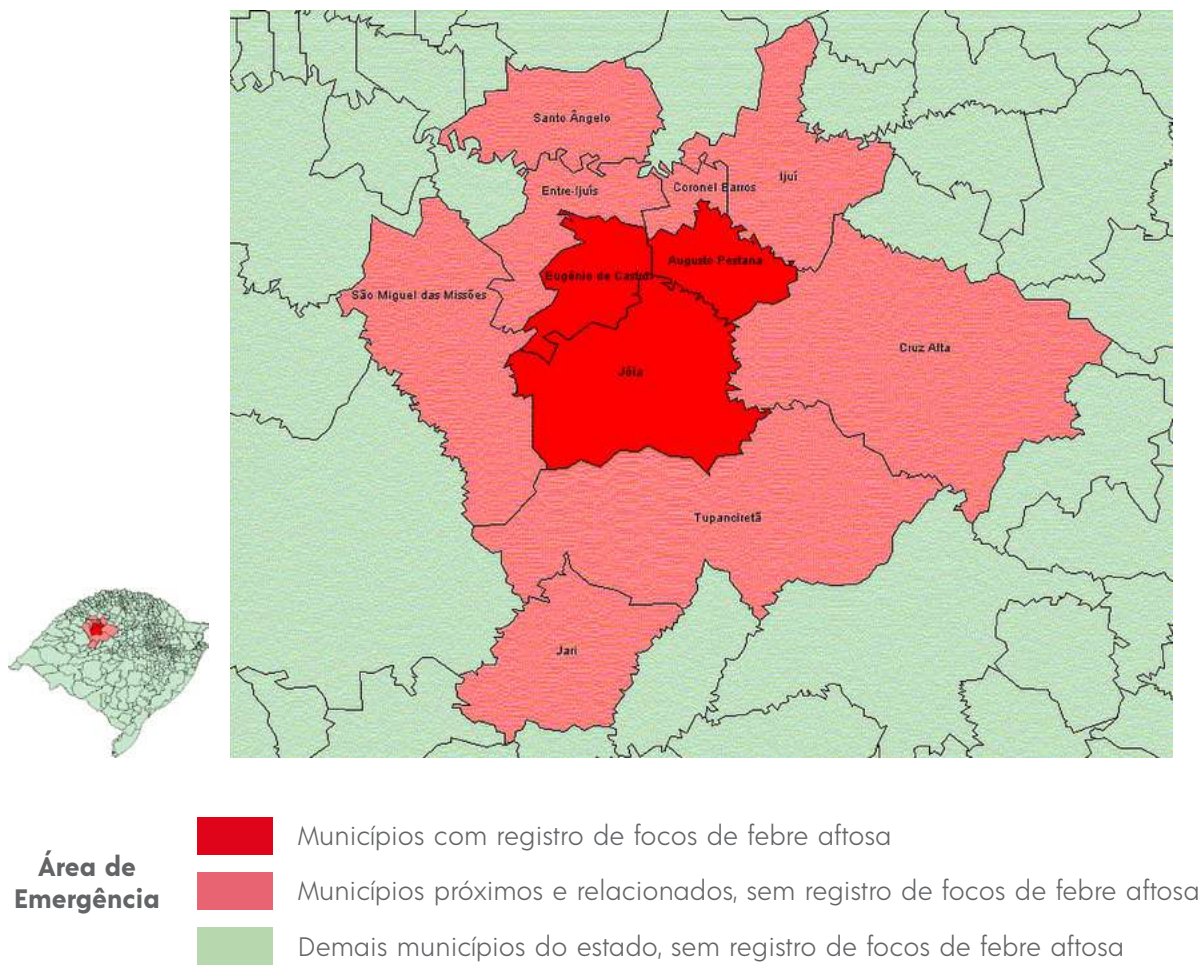 Santo Ângelo
Ijuí
Entre-Ijuís
Coronel Barros
Augusto Pestana
Eugênio de Castro
São Miguel das Missões
Cruz Alta
Jóia
Tupanciretã
Jari
Área de
Emergência
Municípios com registro de focos de febre aftosa
Municípios próximos e relacionados, sem registro de focos de febre aftosa
Demais municípios do estado, sem registro de focos de febre aftosa